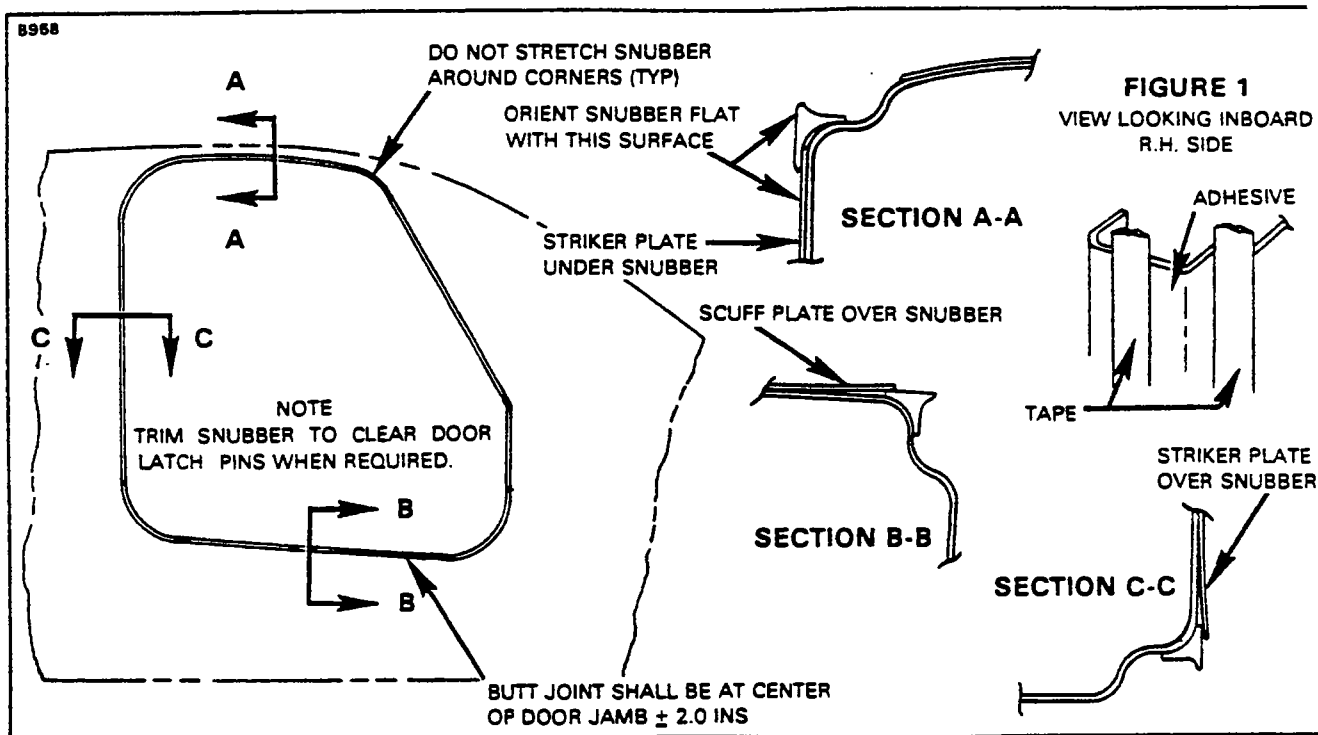 B968
DO NOT STRETCH SNUBBER
AROUND CORNERS (TYP)
A
A
ORIENT SNUBBER FLAT
WITH THIS SURFACE
SECTION A-A
FIGURE 1
VIEW LOOKING INBOARD
R.H. SIDE
ADHESIVE
TAPE
STRIKER PLATE
UNDER SNUBBER
C
C
SCUFF PLATE OVER SNUBBER
NOTE
TRIM SNUBBER TO CLEAR DOOR
LATCH PINS WHEN REQUIRED.
B
B
SECTION B-B
STRIKER PLATE
OVER SNUBBER
SECTION C-C
BUTT JOINT SHALL BE AT CENTER
OF DOOR JAMB ± 2.0 INS